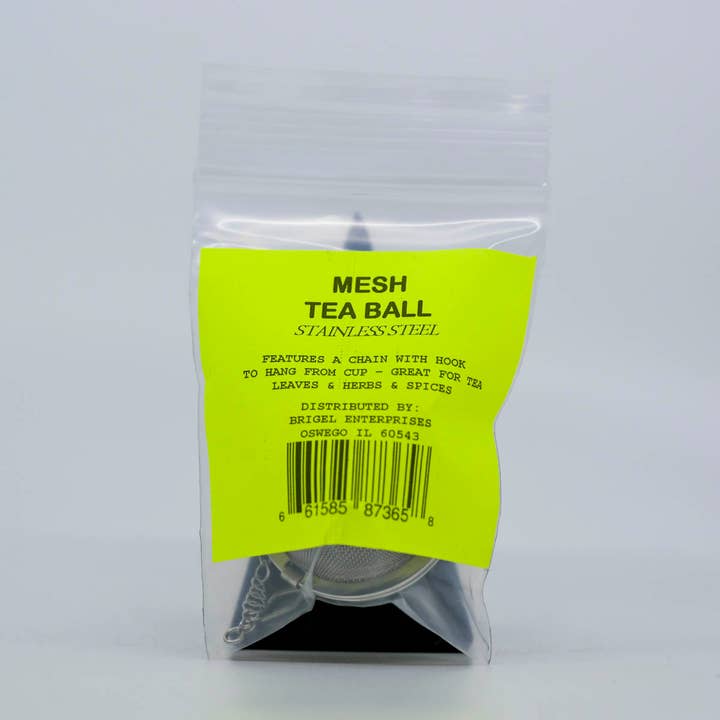 MESH
TEA BALL
STAINLESS STEEL
FEATURES A CHAIN WITH HOOK
TO HANG FROM CUP - GREAT FOR TEA
LEAVES & HERBS & SPICES
DISTRIBUTED BY:
BRIGEL ENTERPRISES
OSWEGO IL 60543
6 61585 87365 8